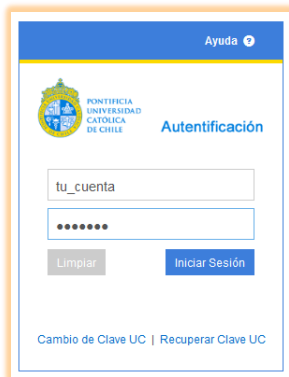 Ayuda ?
PONTIFICIA
UNIVERSIDAD
CATÓLICA
DE CHILE
Autentificación
tu_cuenta
•••••••
Limpiar
Iniciar Sesión
Cambio de Clave UC | Recuperar Clave UC